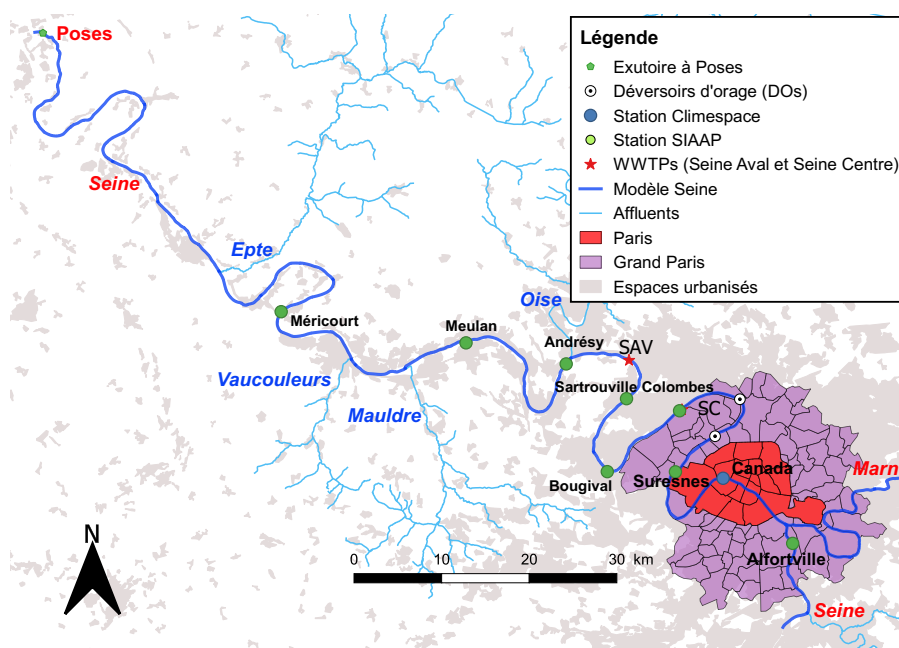 Poses
Légende
Exutoire à Poses
Déversoirs d'orage (DOs)
Station Climespace
Station SIAAP
WWTPs (Seine Aval et Seine Centre)
Modèle Seine
Affluents
Paris
Grand Paris
Espaces urbanisés
Seine
Epte
Oise
Méricourt
Meulan
Andrésy
SAV
Vaucouleurs
Sartrouville
Colombes
Mauldre
SC
Bougival
Suresnes
Canada
Marn
N
0 10 20 30 km
Alfortville
Seine